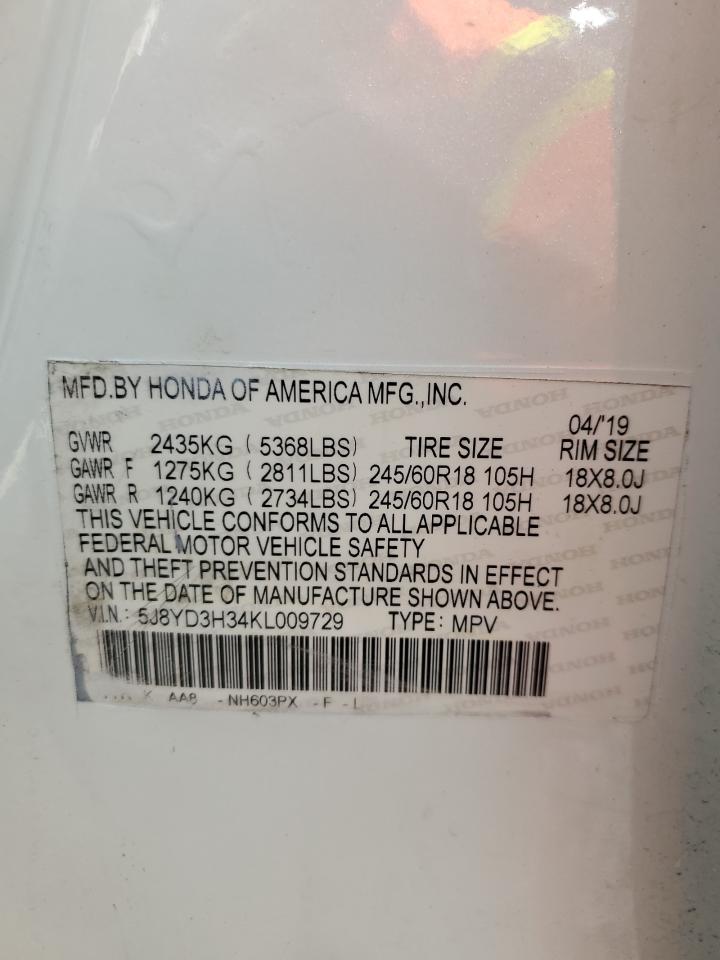 MFD.BY HONDA OF AMERICA MFG.,INC.
04/'19
GVWR 2435KG ( 5368LBS) TIRE SIZE RIM SIZE
GAWR F 1275KG ( 2811LBS) 245/60R18 105H 18X8.0J
GAWR R 1240KG ( 2734LBS) 245/60R18 105H 18X8.0J
THIS VEHICLE CONFORMS TO ALL APPLICABLE
FEDERAL MOTOR VEHICLE SAFETY
AND THEFT PREVENTION STANDARDS IN EFFECT
ON THE DATE OF MANUFACTURE SHOWN ABOVE.
V.I.N.: 5J8YD3H34KL009729 TYPE: MPV
X AA8 -NH603PX -F -L